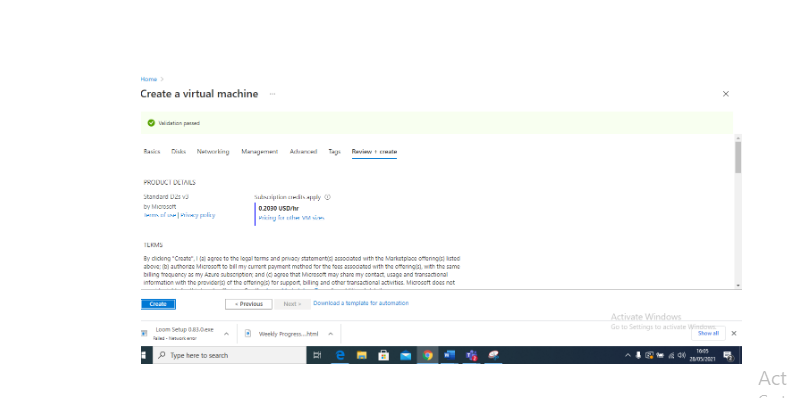 Home >
Create a virtual machine ...
Validation passed
Basics Disks Networking Management Advanced Tags Review + create
PRODUCT DETAILS
Standard D2s v3
by Microsoft
Terms of use | Privacy policy
Subscription credits apply
0.2030 USD/hr
Pricing for other VM sizes
TERMS
By clicking "Create", I (a) agree to the legal terms and privacy statement(s) associated with the Marketplace offering(s) listed
above; (b) authorize Microsoft to bill my current payment method for the fees associated with the offering(s), with the same
billing frequency as my Azure subscription; and (c) agree that Microsoft may share my contact, usage and transactional
information with the provider(s) of the offering(s) for support, billing and other transactional activities. Microsoft does not
Create < Previous Next > Download a template for automation
Activate Windows
Go to Settings to activate Windows.
Loom Setup 0.83.0.exe
Failed - Network error
Weekly Progress....html
Show all
Type here to search
16:05
28/05/2021
Act